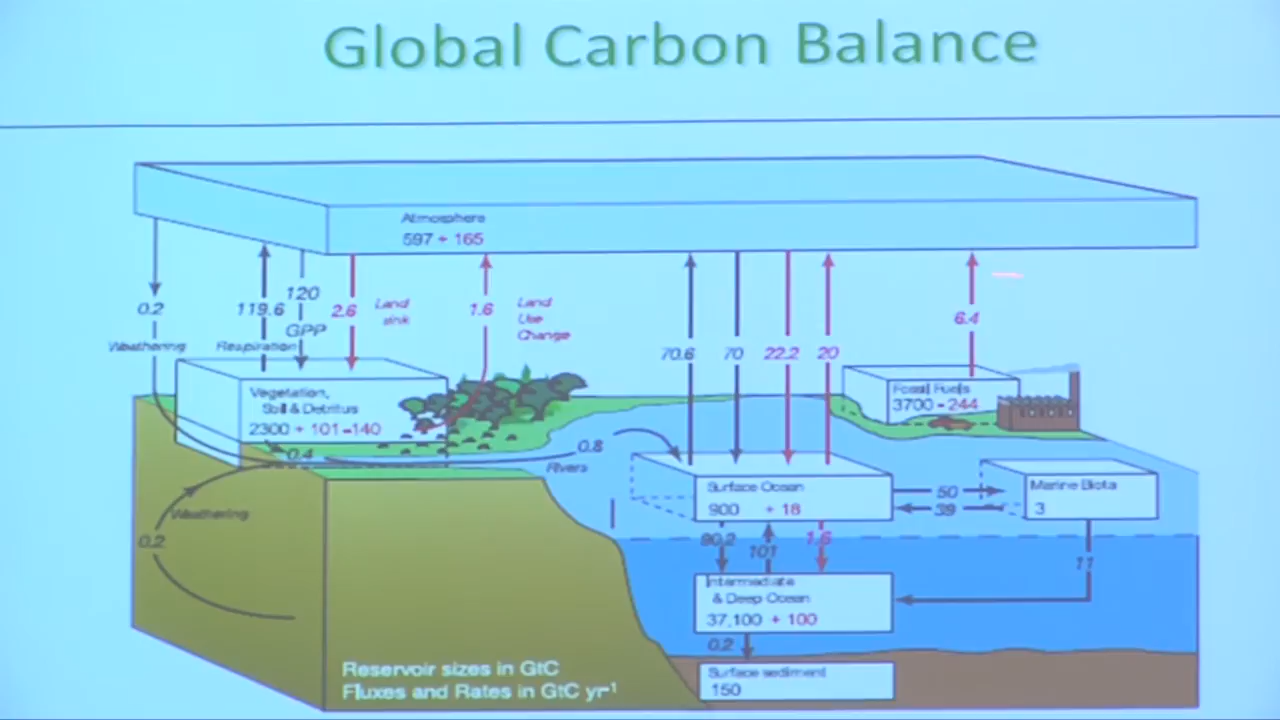 Global Carbon Balance
Atmosphere
597 + 165
0.2
Weathering
119.6
Respiration
120
GPP
2.6
Land
sink
1.6
Land
Use
Change
70.6
70
22.2
20
6.4
Fossil Fuels
3700 - 244
Vegetation,
Soil & Detritus
2300 + 101 -140
0.4
0.8
Rivers
Weathering
0.2
Surface Ocean
900 + 18
50
39
Marine Biota
3
90.2
101
1.6
11
Intermediate
& Deep Ocean
37,100 + 100
0.2
Surface sediment
150
Reservoir sizes in GtC
Fluxes and Rates in GtC yr-1